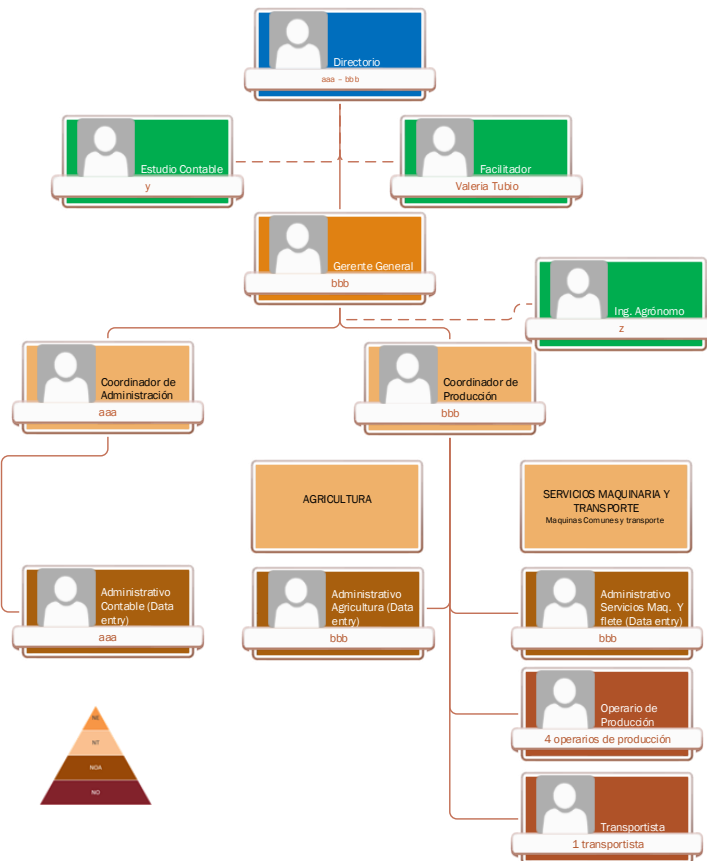 Directorio
aaa – bbb
Estudio Contable
y
Facilitador
Valeria Tubio
Gerente General
bbb
Ing. Agrónomo
z
Coordinador de
Administración
aaa
Coordinador de
Producción
bbb
AGRICULTURA
SERVICIOS MAQUINARIA Y
TRANSPORTE
Maquinas Comunes y transporte
Administrativo
Contable (Data
entry)
aaa
Administrativo
Agricultura (Data
entry)
bbb
Administrativo
Servicios Maq. Y
flete (Data entry)
bbb
Operario de
Producción
4 operarios de producción
Transportista
1 transportista
NE
NT
NOA
NO